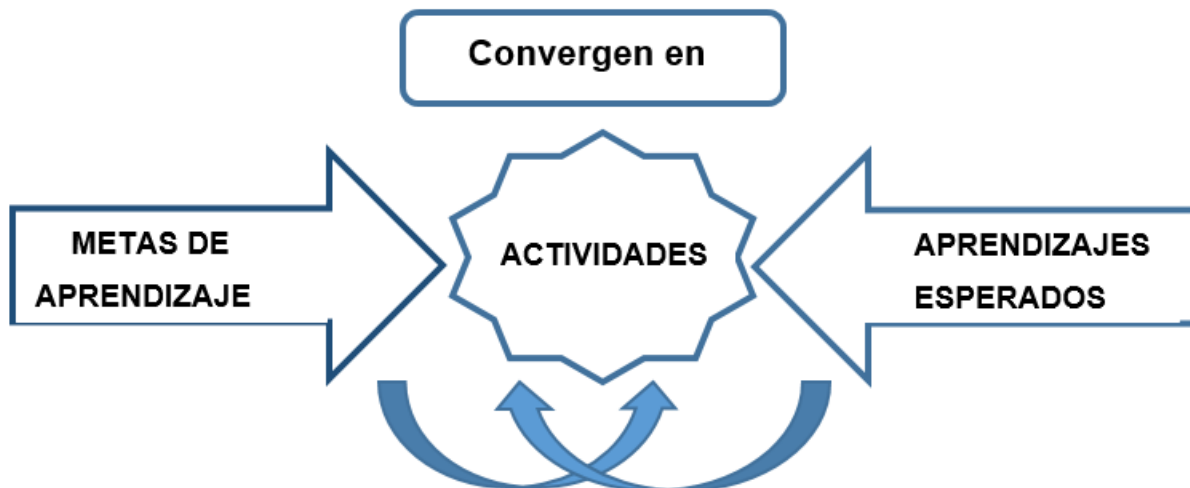 Convergen en
METAS DE
APRENDIZAJE
ACTIVIDADES
APRENDIZAJES
ESPERADOS